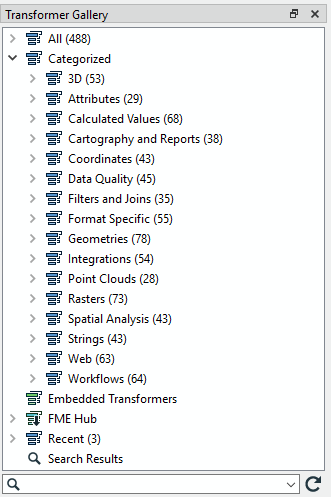 Transformer Gallery
All (488)
Categorized
3D (53)
Attributes (29)
Calculated Values (68)
Cartography and Reports (38)
Coordinates (43)
Data Quality (45)
Filters and Joins (35)
Format Specific (55)
Geometries (78)
Integrations (54)
Point Clouds (28)
Rasters (73)
Spatial Analysis (43)
Strings (43)
Web (63)
Workflows (64)
Embedded Transformers
FME Hub
Recent (3)
Search Results